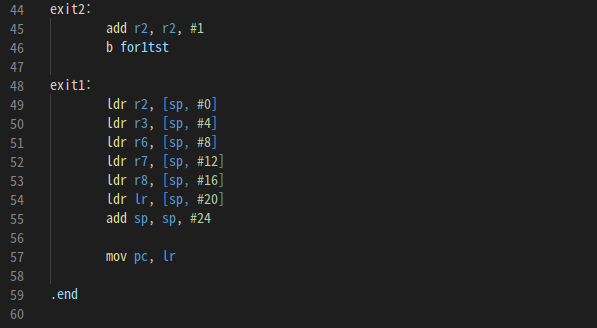 44 exit2:
45 add r2, r2, #1
46 b for1tst
47
48 exit1:
49 ldr r2, [sp, #0]
50 ldr r3, [sp, #4]
51 ldr r6, [sp, #8]
52 ldr r7, [sp, #12]
53 ldr r8, [sp, #16]
54 ldr lr, [sp, #20]
55 add sp, sp, #24
56
57 mov pc, lr
58
59 .end
60